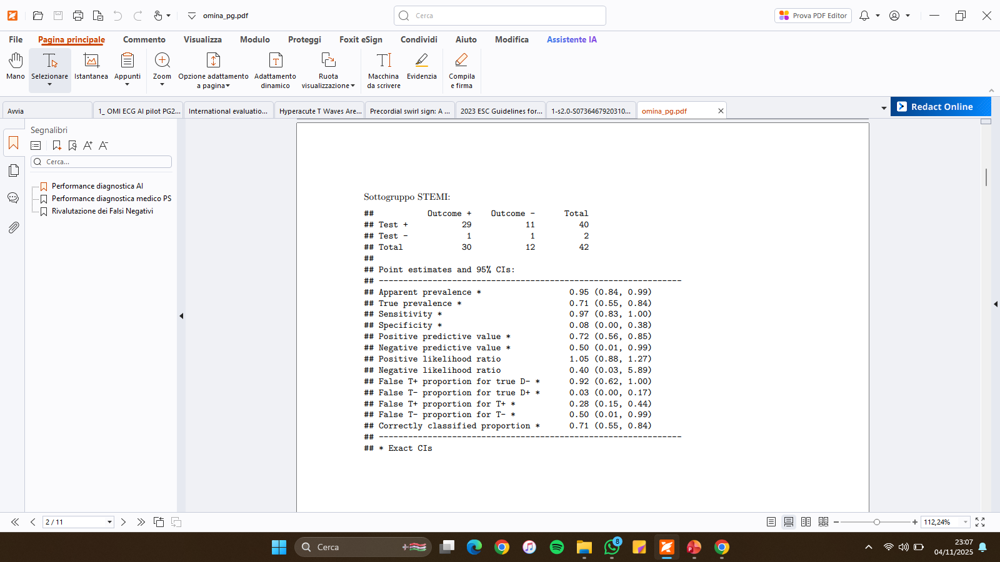 omina_pg.pdf
Cerca
Prova PDF Editor
File
Pagina principale
Commento
Visualizza
Modulo
Proteggi
Foxit eSign
Condividi
Aiuto
Modifica
Assistente IA
Mano
Selezionare
Istantanea
Appunti
Zoom
Opzione adattamento
a pagina
Adattamento
dinamico
Ruota
visualizzazione
Macchina
da scrivere
Evidenzia
Compila
e firma
Avvia
1_ OMI ECG AI pilot PG2...
International evaluatio...
Hyperacute T Waves Are...
Precordial swirl sign: A ...
2023 ESC Guidelines for...
1-s2.0-S0736467920310...
omina_pg.pdf
Redact Online
Segnalibri
Cerca...
Performance diagnostica AI
Performance diagnostica medico PS
Rivalutazione dei Falsi Negativi
Sottogruppo STEMI:
## Outcome + Outcome - Total
## Test + 29 11 40
## Test - 1 1 2
## Total 30 12 42
##
## Point estimates and 95% CIs:
## --------------------------------------------------------------
## Apparent prevalence * 0.95 (0.84, 0.99)
## True prevalence * 0.71 (0.55, 0.84)
## Sensitivity * 0.97 (0.83, 1.00)
## Specificity * 0.08 (0.00, 0.38)
## Positive predictive value * 0.72 (0.56, 0.85)
## Negative predictive value * 0.50 (0.01, 0.99)
## Positive likelihood ratio 1.05 (0.88, 1.27)
## Negative likelihood ratio 0.40 (0.03, 5.89)
## False T+ proportion for true D- * 0.92 (0.62, 1.00)
## False T- proportion for true D+ * 0.03 (0.00, 0.17)
## False T+ proportion for T+ * 0.28 (0.15, 0.44)
## False T- proportion for T- * 0.50 (0.01, 0.99)
## Correctly classified proportion * 0.71 (0.55, 0.84)
## --------------------------------------------------------------
## * Exact CIs
2 / 11
112,24%
Cerca
8
23:07
04/11/2025